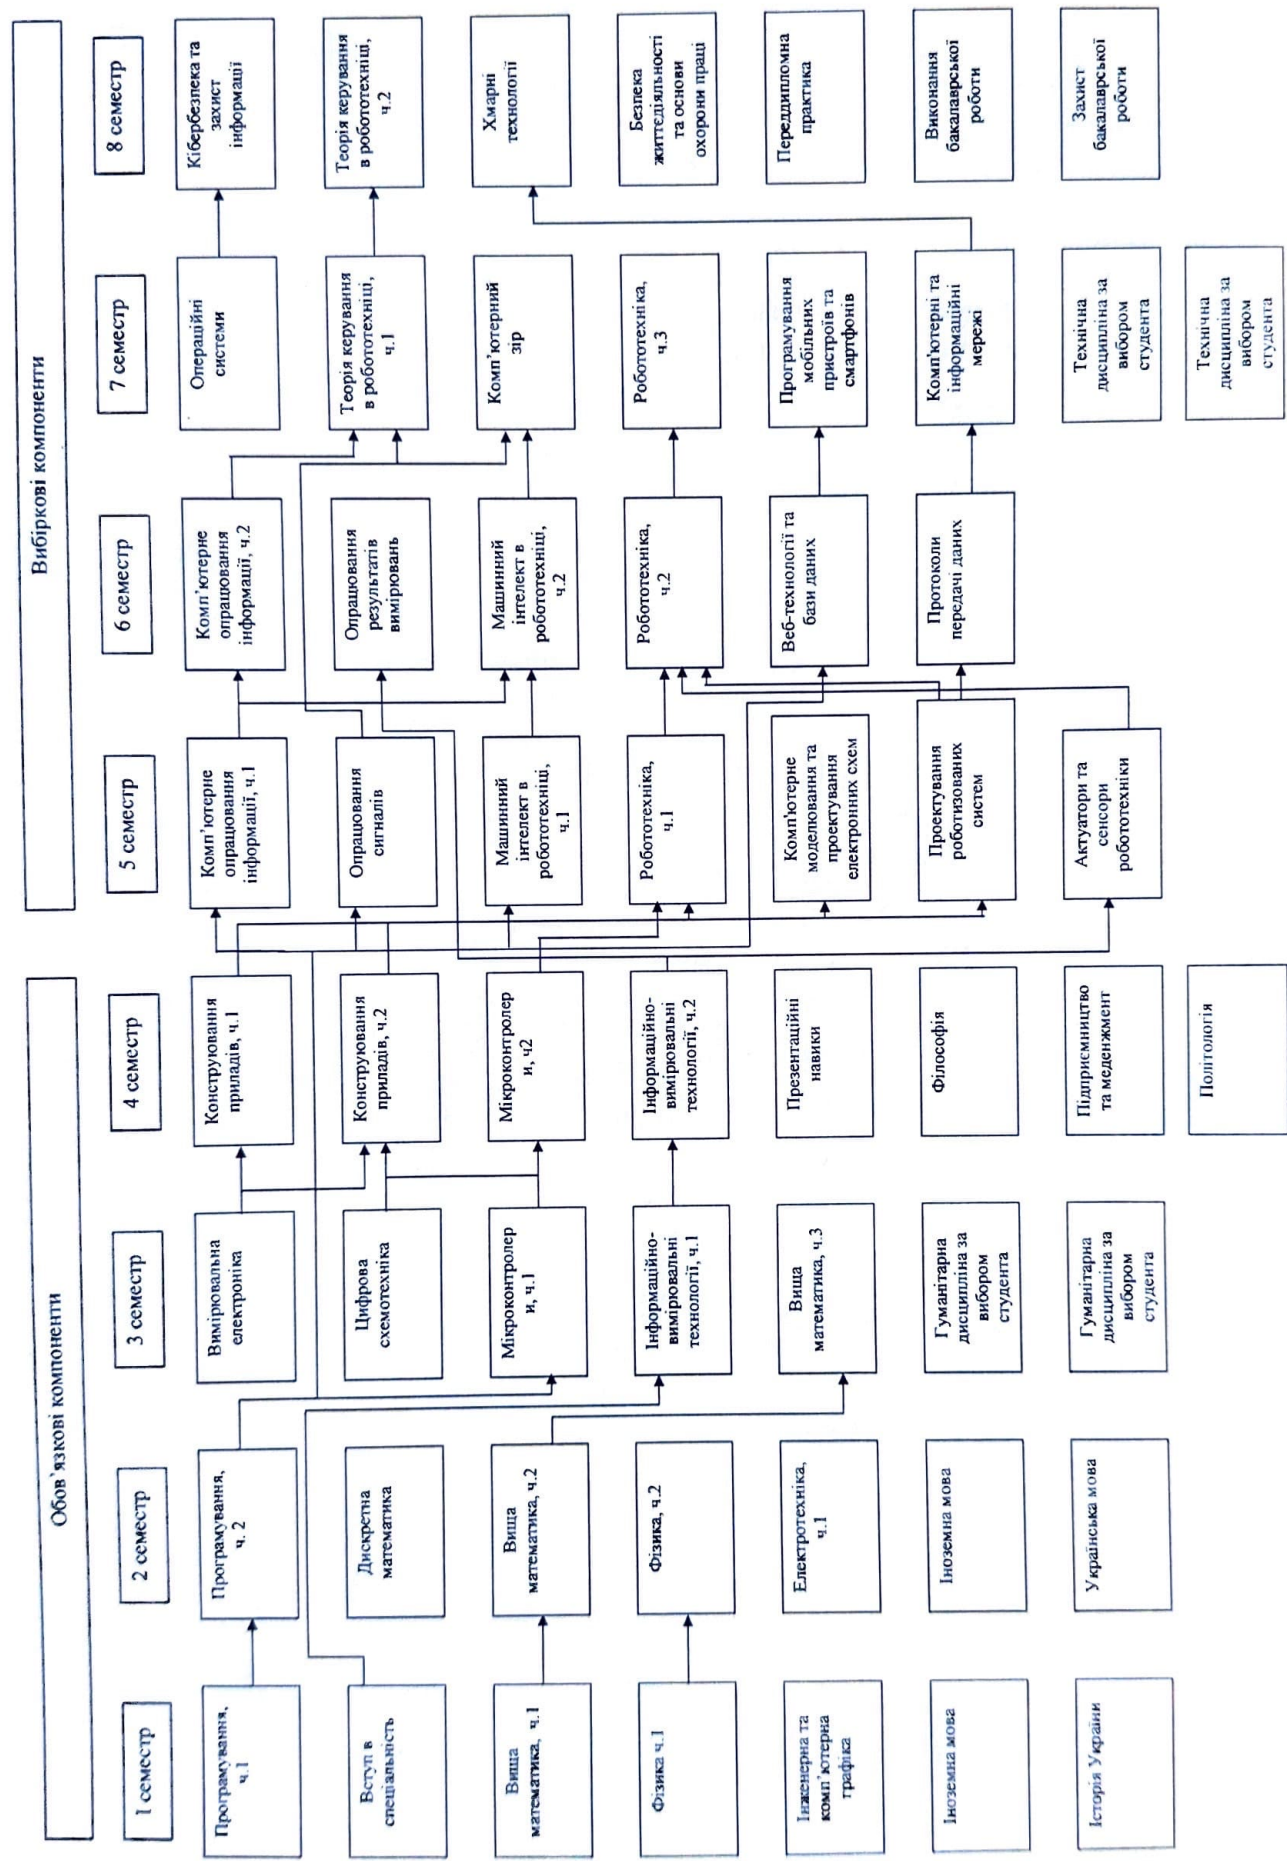 Обов'язкові компоненти
Вибіркові компоненти
1 семестр
2 семестр
3 семестр
4 семестр
5 семестр
6 семестр
7 семестр
8 семестр
Програмування,
ч.1
Програмування,
ч. 2
Вимірювальна
електроніка
Конструювання
приладів, ч.1
Комп'ютерне
опрацювання
інформації, ч.1
Комп'ютерне
опрацювання
інформації, ч.2
Операційні
системи
Кібербезпека та
захист
інформації
Вступ в
спеціальність
Дискретна
математика
Цифрова
схемотехніка
Конструювання
приладів, ч.2
Опрацювання
сигналів
Опрацювання
результатів
вимірювань
Теорія керування
в робототехніці,
ч.1
Теорія керування
в робототехніці,
ч.2
Вища
математика, ч.1
Вища
математика, ч.2
Мікроконтролер
и, ч.1
Мікроконтролер
и, ч2
Машинний
інтелект в
робототехніці,
ч.1
Машинний
інтелект в
робототехніці,
ч.2
Комп'ютерний
зір
Хмарні
технології
Фізика ч.1
Фізика, ч.2
Інформаційно-
вимірювальні
технології, ч.1
Інформаційно-
вимірювальні
технології, ч.2
Робототехніка,
ч.1
Робототехніка,
ч.2
Робототехніка,
ч.3
Безпека
життєдіяльності
та основи
охорони праці
Інженерна та
комп'ютерна
графіка
Електротехніка,
ч.1
Вища
математика, ч.3
Презентаційні
навики
Комп'ютерне
моделювання та
проектування
електронних схем
Веб-технології та
бази даних
Програмування
мобільних
пристроїв та
смартфонів
Переддипломна
практика
Іноземна мова
Іноземна мова
Гуманітарна
дисципліна за
вибором
студента
Філософія
Проектування
роботизованих
систем
Протоколи
передачі даних
Комп'ютерні та
інформаційні
мережі
Виконання
бакалаврської
роботи
Історія України
Українська мова
Гуманітарна
дисципліна за
вибором
студента
Підприємництво
та меденжмент
Актуатори та
сенсори
робототехніки
Технічна
дисципліна за
вибором
студента
Захист
бакалаврської
роботи
Політологія
Технічна
дисципліна за
вибором
студента